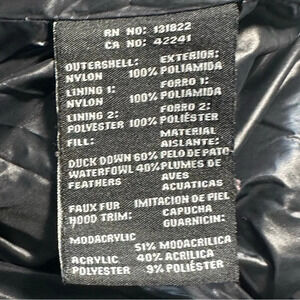 RN NO: 131822
CA NO: 42241
OUTERSHELL: EXTERIOR:
NYLON 100% POLIAMIDA
LINING 1: FORRO 1:
NYLON 100% POLIAMIDA
LINING 2: FORRO 2:
POLYESTER 100% POLIÉSTER
FILL: MATERIAL
AISLANTE:
DUCK DOWN 60% PELO DE PATO
WATERFOWL 40% PLUMES DE
FEATHERS AVES
ACUATICAS
FAUX FUR IMITACION DE PIEL
HOOD TRIM: CAPUCHA
GUARNICIN:
MODACRYLIC
51% MODACRILICA
ACRYLIC 40% ACRILICA
POLYESTER 9% POLIÉSTER